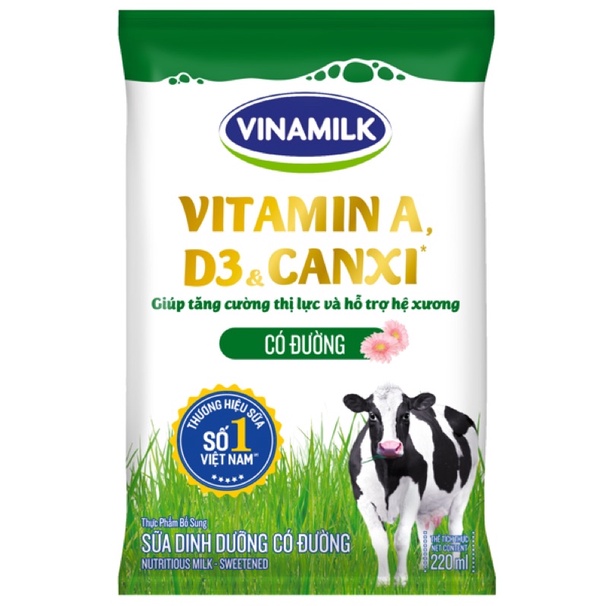 VINAMILK
VITAMIN A,
D3 & CANXI*
Giúp tăng cường thị lực và hỗ trợ hệ xương
CÓ ĐƯỜNG
THƯƠNG HIỆU SỮA
SỐ 1
VIỆT NAM
Thực Phẩm Bổ Sung
SỮA DINH DƯỠNG CÓ ĐƯỜNG
NUTRITIOUS MILK - SWEETENED
THỂ TÍCH THỰC
NET CONTENT
220 ml